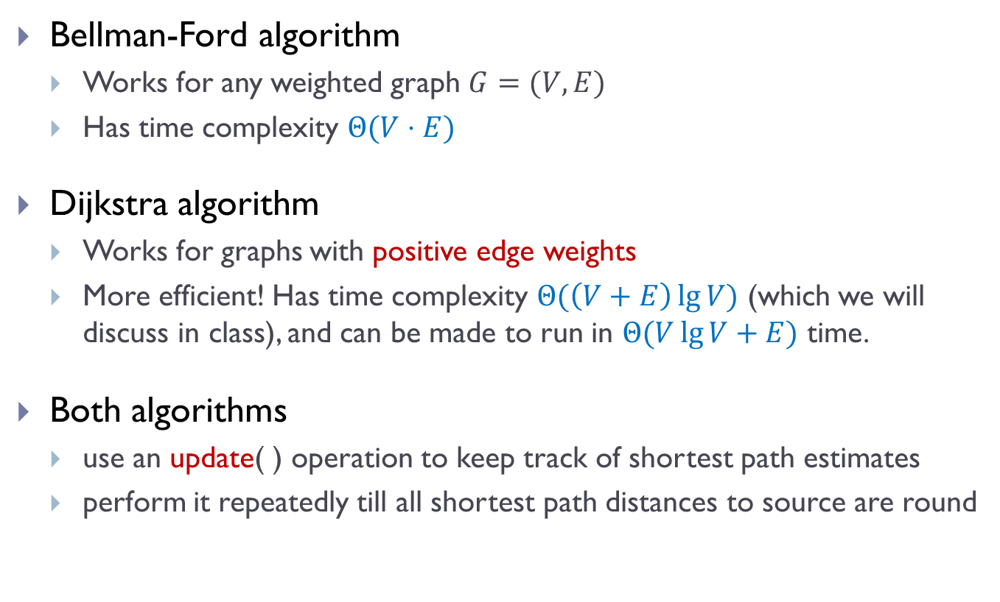 Bellman-Ford algorithm
Works for any weighted graph G = (V, E)
Has time complexity Θ(V · E)
Dijkstra algorithm
Works for graphs with positive edge weights
More efficient! Has time complexity Θ((V + E) lg V) (which we will
discuss in class), and can be made to run in Θ(V lg V + E) time.
Both algorithms
use an update( ) operation to keep track of shortest path estimates
perform it repeatedly till all shortest path distances to source are round